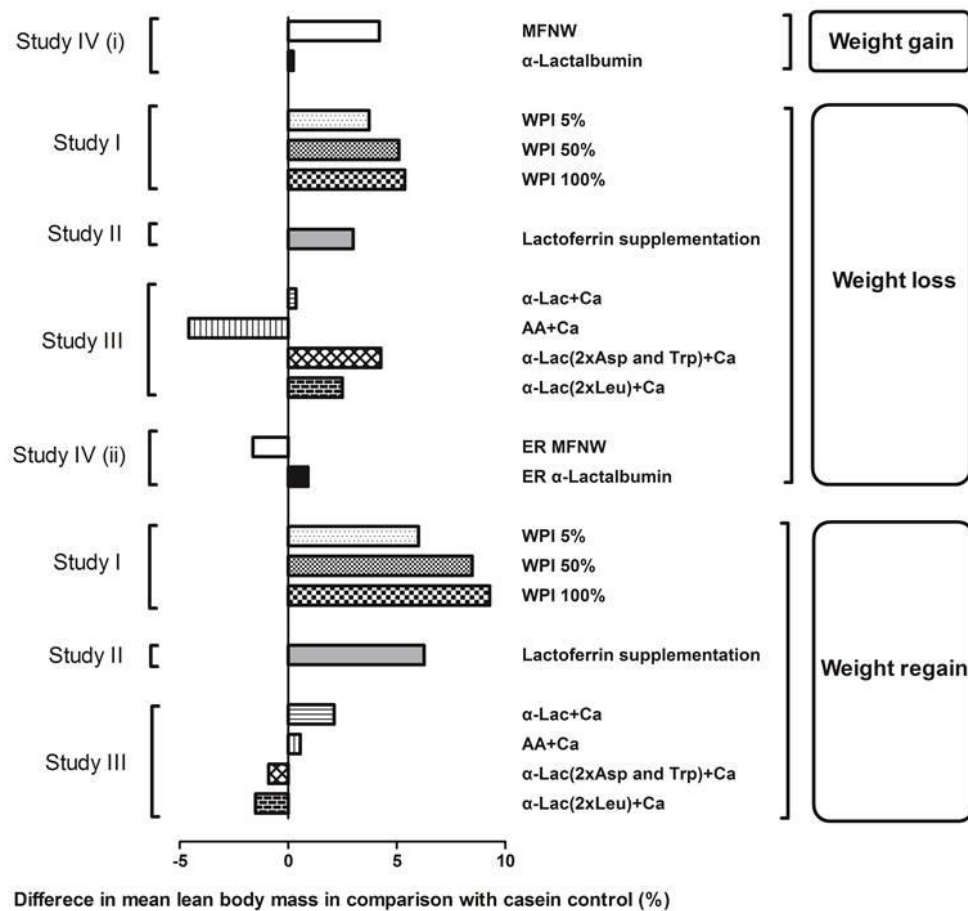 Study IV (i)
MFNW
α-Lactalbumin
Weight gain
Study I
WPI 5%
WPI 50%
WPI 100%
Study II
Lactoferrin supplementation
Weight loss
Study III
α-Lac+Ca
AA+Ca
α-Lac(2xAsp and Trp)+Ca
α-Lac(2xLeu)+Ca
Study IV (ii)
ER MFNW
ER α-Lactalbumin
Study I
WPI 5%
WPI 50%
WPI 100%
Study II
Lactoferrin supplementation
Weight regain
Study III
α-Lac+Ca
AA+Ca
α-Lac(2xAsp and Trp)+Ca
α-Lac(2xLeu)+Ca
-5 0 5 10
Differece in mean lean body mass in comparison with casein control (%)